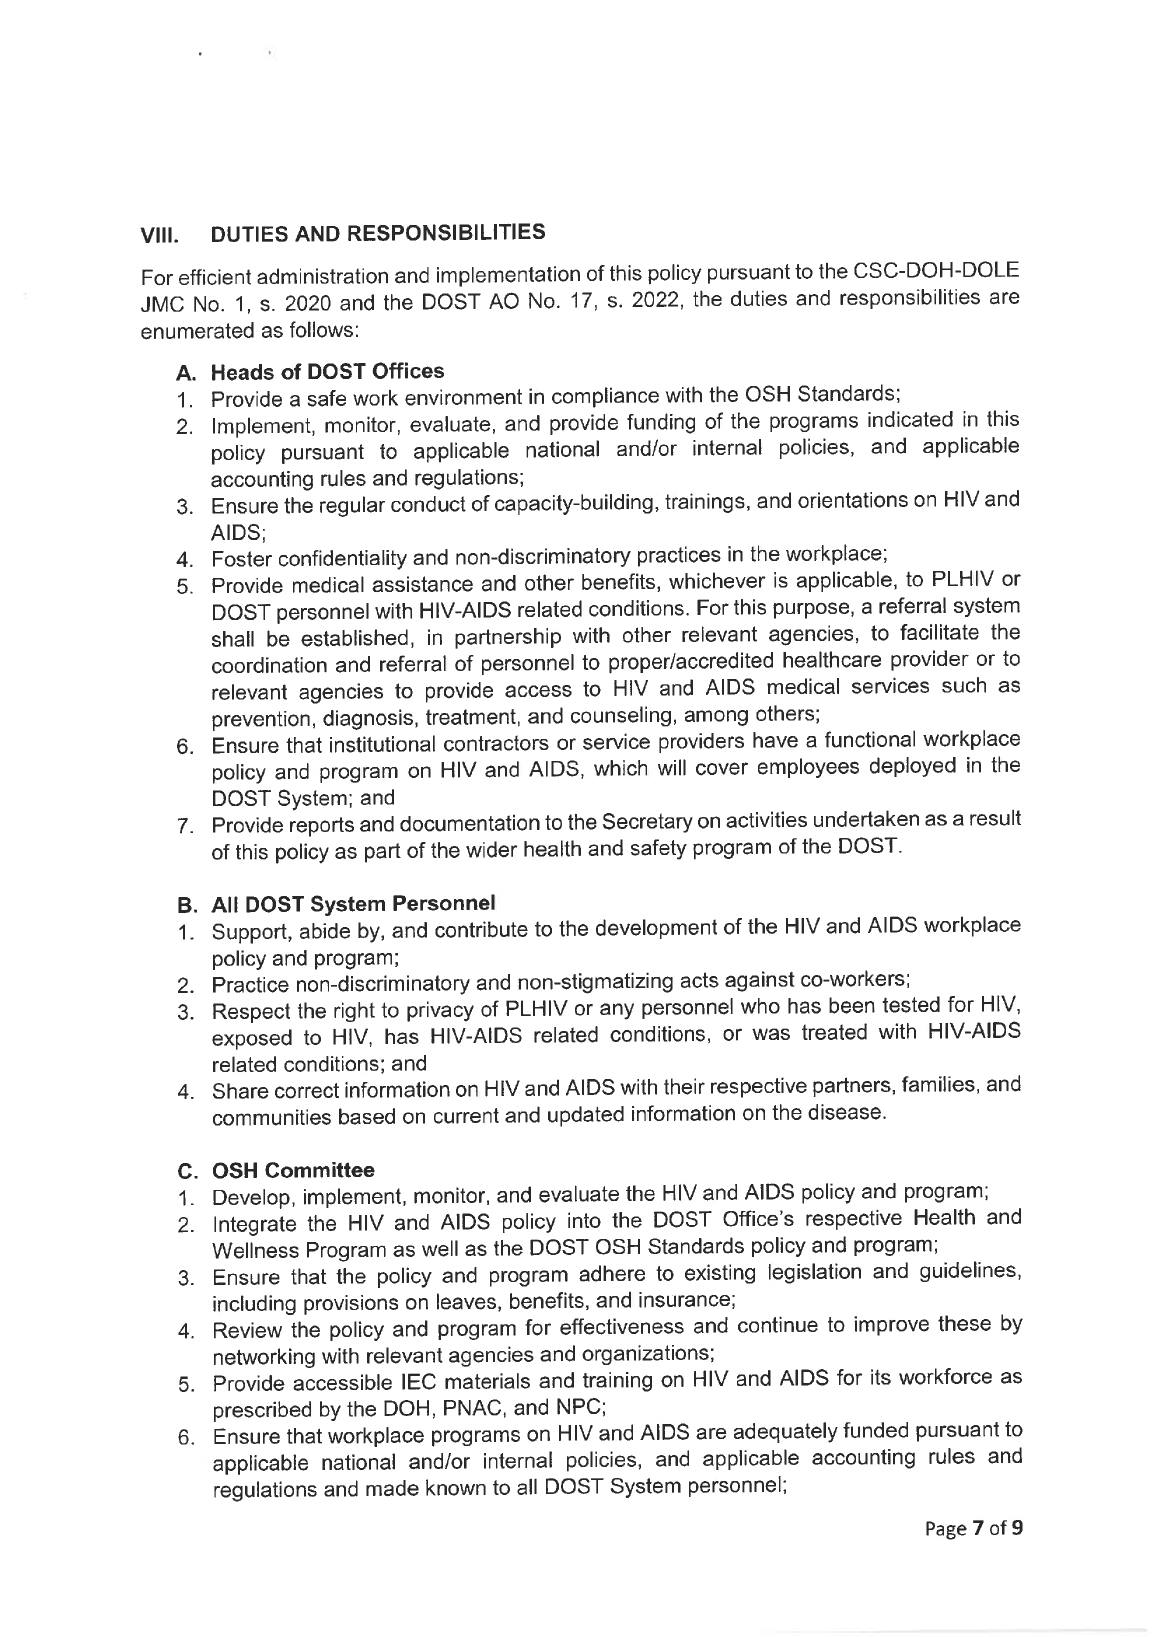 VIII. DUTIES AND RESPONSIBILITIES
For efficient administration and implementation of this policy pursuant to the CSC-DOH-DOLE
JMC No. 1, s. 2020 and the DOST AO No. 17, s. 2022, the duties and responsibilities are
enumerated as follows:
A. Heads of DOST Offices
1. Provide a safe work environment in compliance with the OSH Standards;
2. Implement, monitor, evaluate, and provide funding of the programs indicated in this
policy pursuant to applicable national and/or internal policies, and applicable
accounting rules and regulations;
3. Ensure the regular conduct of capacity-building, trainings, and orientations on HIV and
AIDS;
4. Foster confidentiality and non-discriminatory practices in the workplace;
5. Provide medical assistance and other benefits, whichever is applicable, to PLHIV or
DOST personnel with HIV-AIDS related conditions. For this purpose, a referral system
shall be established, in partnership with other relevant agencies, to facilitate the
coordination and referral of personnel to proper/accredited healthcare provider or to
relevant agencies to provide access to HIV and AIDS medical services such as
prevention, diagnosis, treatment, and counseling, among others;
6. Ensure that institutional contractors or service providers have a functional workplace
policy and program on HIV and AIDS, which will cover employees deployed in the
DOST System; and
7. Provide reports and documentation to the Secretary on activities undertaken as a result
of this policy as part of the wider health and safety program of the DOST.
B. All DOST System Personnel
1. Support, abide by, and contribute to the development of the HIV and AIDS workplace
policy and program;
2. Practice non-discriminatory and non-stigmatizing acts against co-workers;
3. Respect the right to privacy of PLHIV or any personnel who has been tested for HIV,
exposed to HIV, has HIV-AIDS related conditions, or was treated with HIV-AIDS
related conditions; and
4. Share correct information on HIV and AIDS with their respective partners, families, and
communities based on current and updated information on the disease.
C. OSH Committee
1. Develop, implement, monitor, and evaluate the HIV and AIDS policy and program;
2. Integrate the HIV and AIDS policy into the DOST Office's respective Health and
Wellness Program as well as the DOST OSH Standards policy and program;
3. Ensure that the policy and program adhere to existing legislation and guidelines,
including provisions on leaves, benefits, and insurance;
4. Review the policy and program for effectiveness and continue to improve these by
networking with relevant agencies and organizations;
5. Provide accessible IEC materials and training on HIV and AIDS for its workforce as
prescribed by the DOH, PNAC, and NPC;
6. Ensure that workplace programs on HIV and AIDS are adequately funded pursuant to
applicable national and/or internal policies, and applicable accounting rules and
regulations and made known to all DOST System personnel;
Page 7 of 9